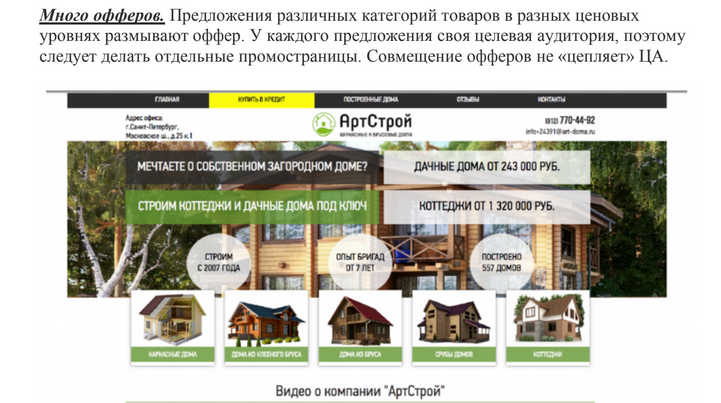 Много офферов. Предложения различных категорий товаров в разных ценовых
уровнях размывают оффер. У каждого предложения своя целевая аудитория, поэтому
следует делать отдельные промостраницы. Совмещение офферов не «цепляет» ЦА.
ГЛАВНАЯ КУПИТЬ В КРЕДИТ ПОСТРОЕННЫЕ ДОМА ОТЗЫВЫ КОНТАКТЫ
Адрес офиса:
г.Санкт-Петербург,
Московское ш., д.25 к.1
АртСтрой
КАРКАСНЫЕ И БРУСОВЫЕ ДОМА
(812) 770-44-92
info+24391@art-doma.ru
МЕЧТАЕТЕ О СОБСТВЕННОМ ЗАГОРОДНОМ ДОМЕ?
ДАЧНЫЕ ДОМА ОТ 243 000 РУБ.
СТРОИМ КОТТЕДЖИ И ДАЧНЫЕ ДОМА ПОД КЛЮЧ
КОТТЕДЖИ ОТ 1 320 000 РУБ.
СТРОИМ
С 2007 ГОДА
ОПЫТ БРИГАД
ОТ 7 ЛЕТ
ПОСТРОЕНО
557 ДОМОВ
КАРКАСНЫЕ ДОМА
ДОМА ИЗ КЛЕЕНОГО БРУСА
ДОМА ИЗ БРУСА
СРУБЫ ДОМОВ
КОТТЕДЖИ
Видео о компании "АртСтрой"